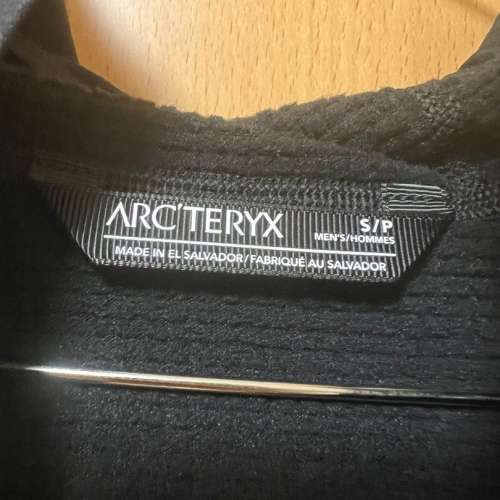 ARC'TERYX
S/P
MEN'S/HOMMES
MADE IN EL SALVADOR/FABRIQUÉ AU SALVADOR